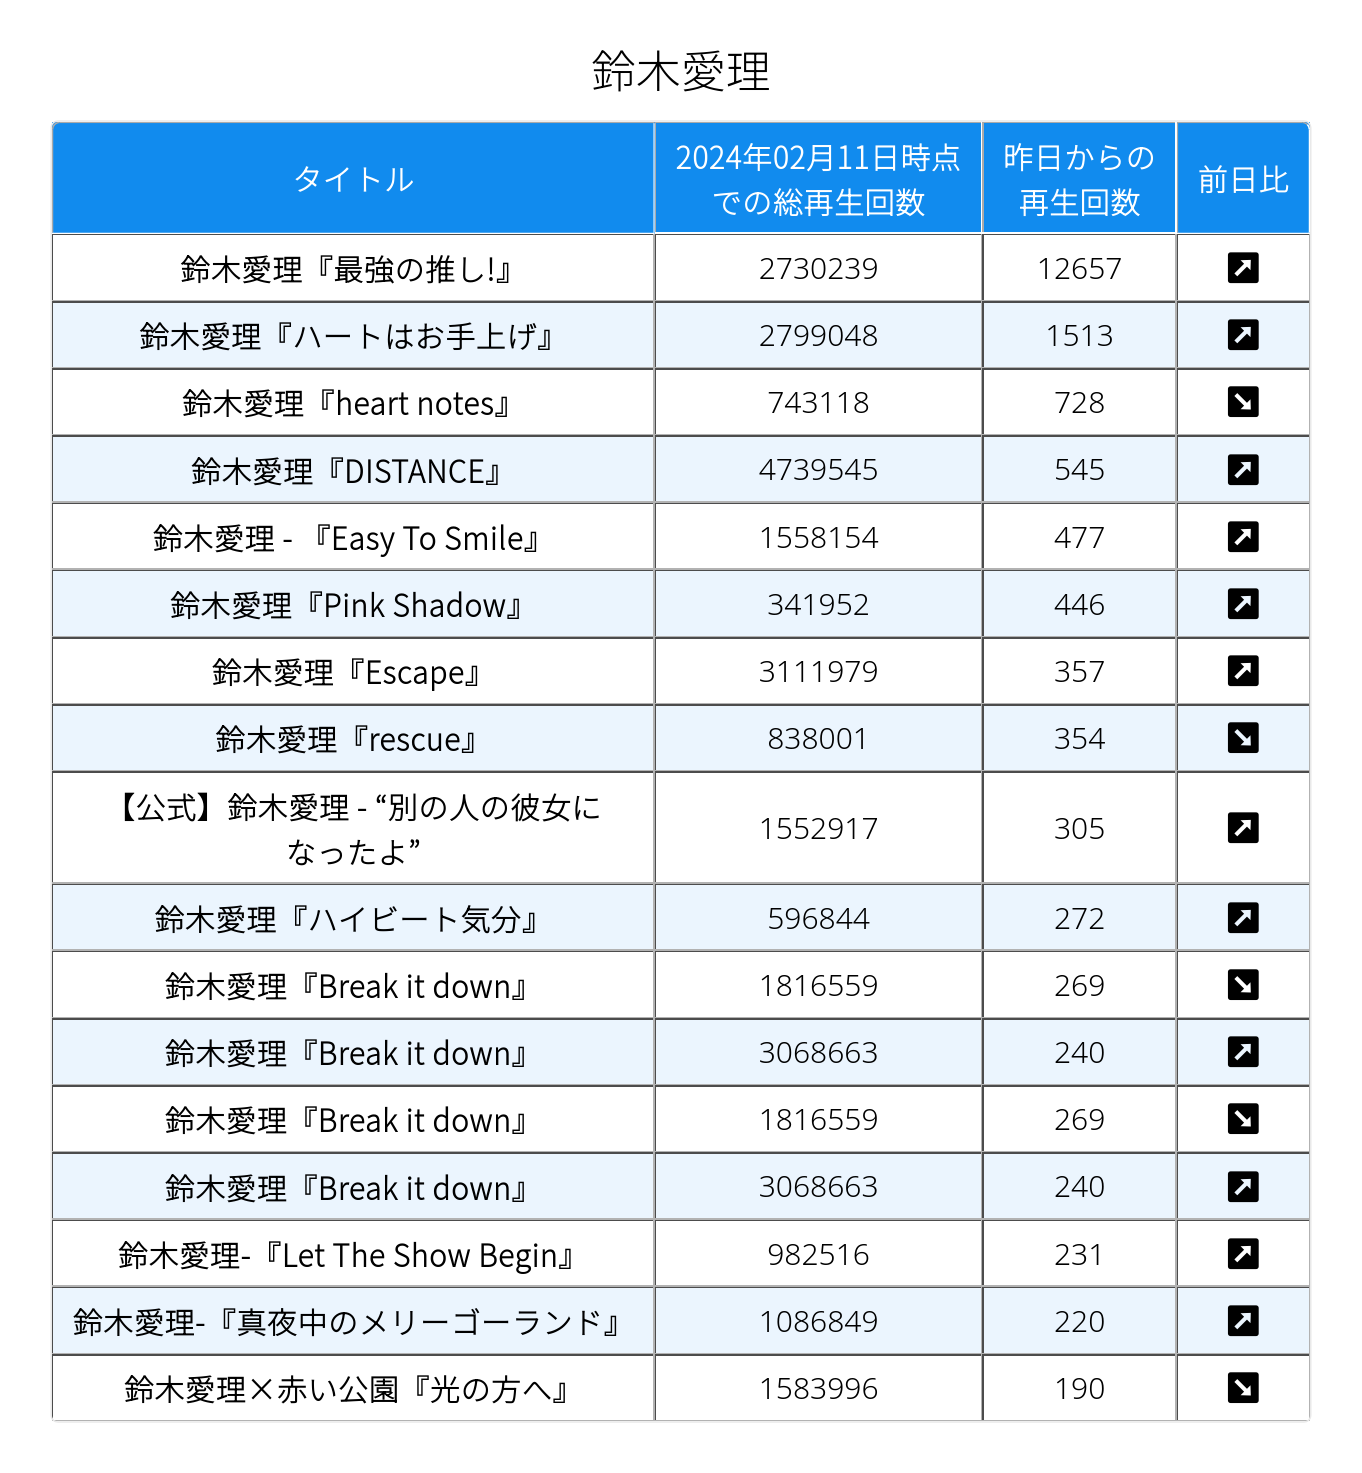 鈴木愛理
タイトル
2024年02月11日時点
での総再生回数
昨日からの
再生回数
前日比
鈴木愛理『最強の推し!』 2730239 12657 ↗
鈴木愛理『ハートはお手上げ』 2799048 1513 ↗
鈴木愛理『heart notes』 743118 728 ↘
鈴木愛理『DISTANCE』 4739545 545 ↗
鈴木愛理 - 『Easy To Smile』 1558154 477 ↗
鈴木愛理『Pink Shadow』 341952 446 ↗
鈴木愛理『Escape』 3111979 357 ↗
鈴木愛理『rescue』 838001 354 ↘
【公式】鈴木愛理 - “別の人の彼女に
なったよ” 1552917 305 ↗
鈴木愛理『ハイビート気分』 596844 272 ↗
鈴木愛理『Break it down』 1816559 269 ↘
鈴木愛理『Break it down』 3068663 240 ↗
鈴木愛理『Break it down』 1816559 269 ↘
鈴木愛理『Break it down』 3068663 240 ↗
鈴木愛理-『Let The Show Begin』 982516 231 ↗
鈴木愛理-『真夜中のメリーゴーランド』 1086849 220 ↗
鈴木愛理×赤い公園『光の方へ』 1583996 190 ↘